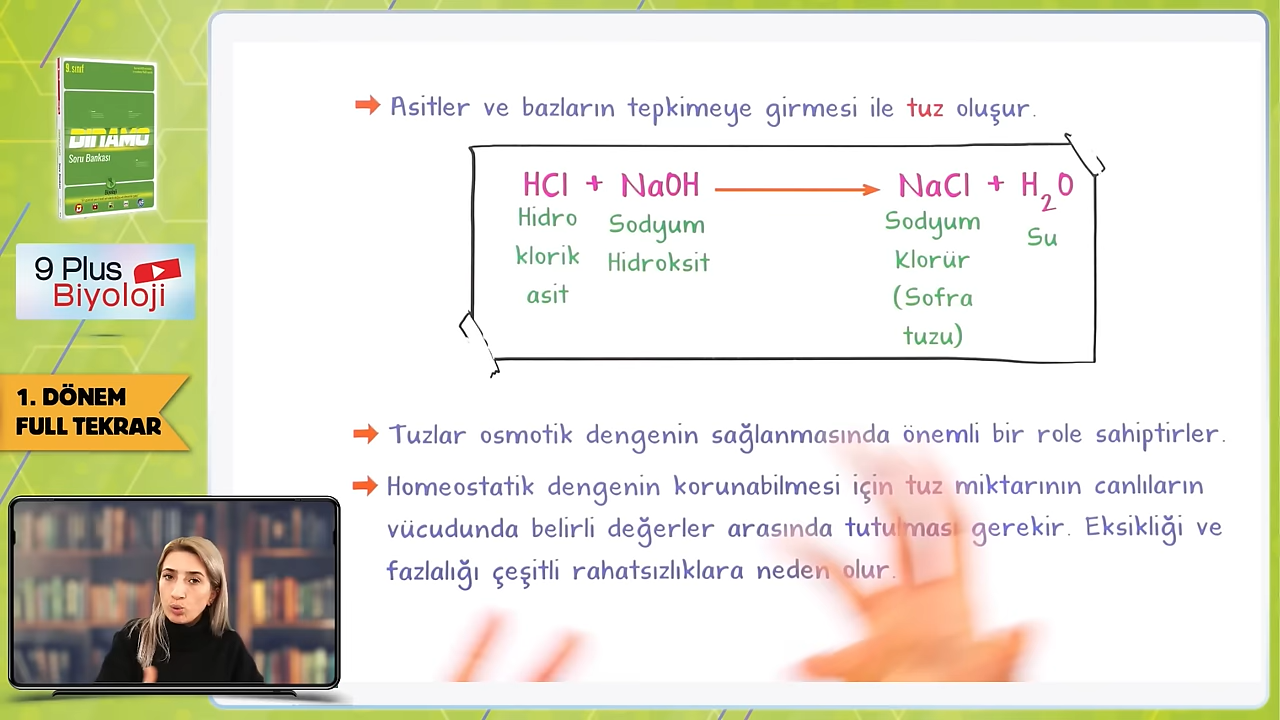 9. sınıf
DINAMO
Soru Bankası
Biyoloji
9 Plus
Biyoloji
1. DÖNEM
FULL TEKRAR
Asitler ve bazların tepkimeye girmesi ile tuz oluşur.
HCl + NaOH → NaCl + H2O
Hidro klorik asit
Sodyum Hidroksit
Sodyum Klorür (Sofra tuzu)
Su
Tuzlar osmotik dengenin sağlanmasında önemli bir role sahiptirler.
Homeostatik dengenin korunabilmesi için tuz miktarının canlıların
vücudunda belirli değerler arasında tutulması gerekir. Eksikliği ve
fazlalığı çeşitli rahatsızlıklara neden olur.